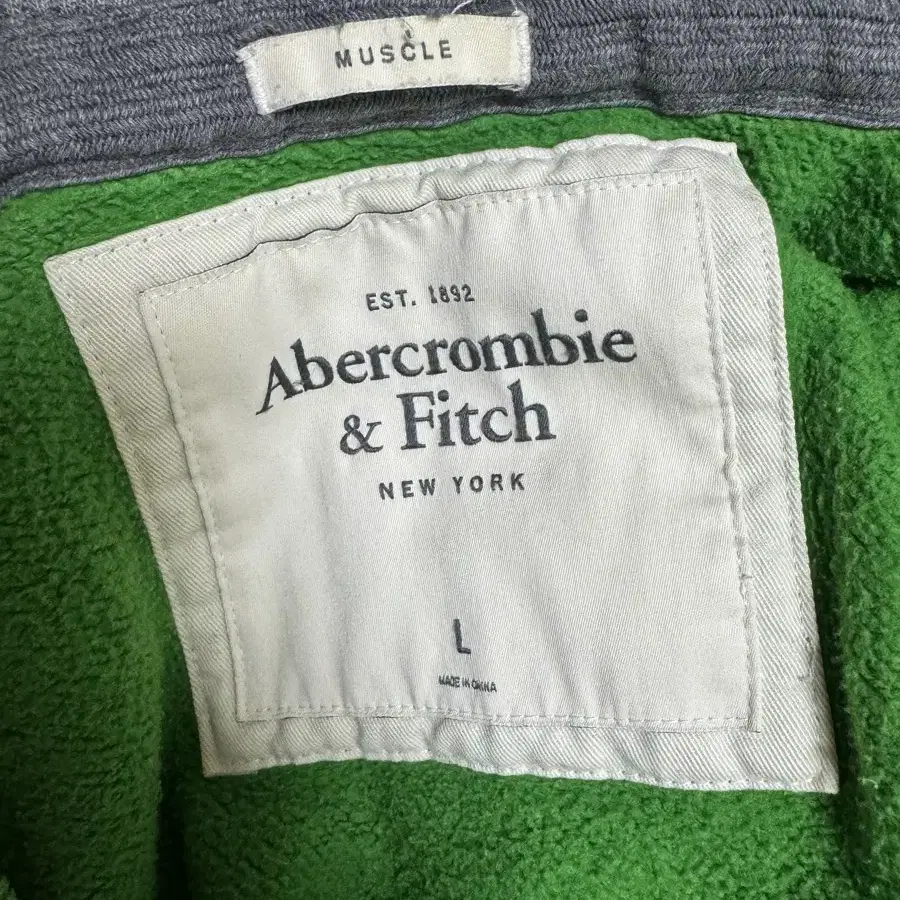 MUSCLE
EST. 1892
Abercrombie
& Fitch
NEW YORK
L
MADE IN CHINA